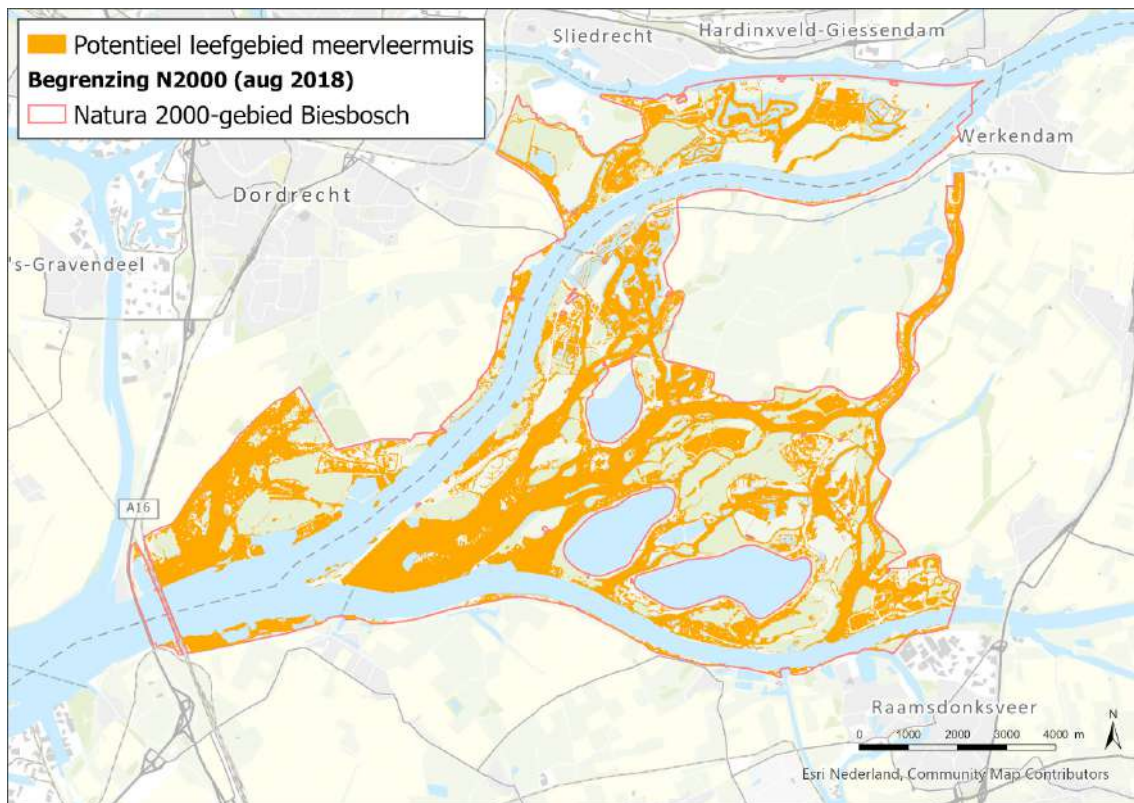 Potentieel leefgebied meervleermuis
Begrenzing N2000 (aug 2018)
Natura 2000-gebied Biesbosch
Sliedrecht
Hardinxveld-Giessendam
Werkendam
Dordrecht
's-Gravendeel
A16
Raamsdonksveer
N
0 1000 2000 3000 4000 m
Esri Nederland, Community Map Contributors